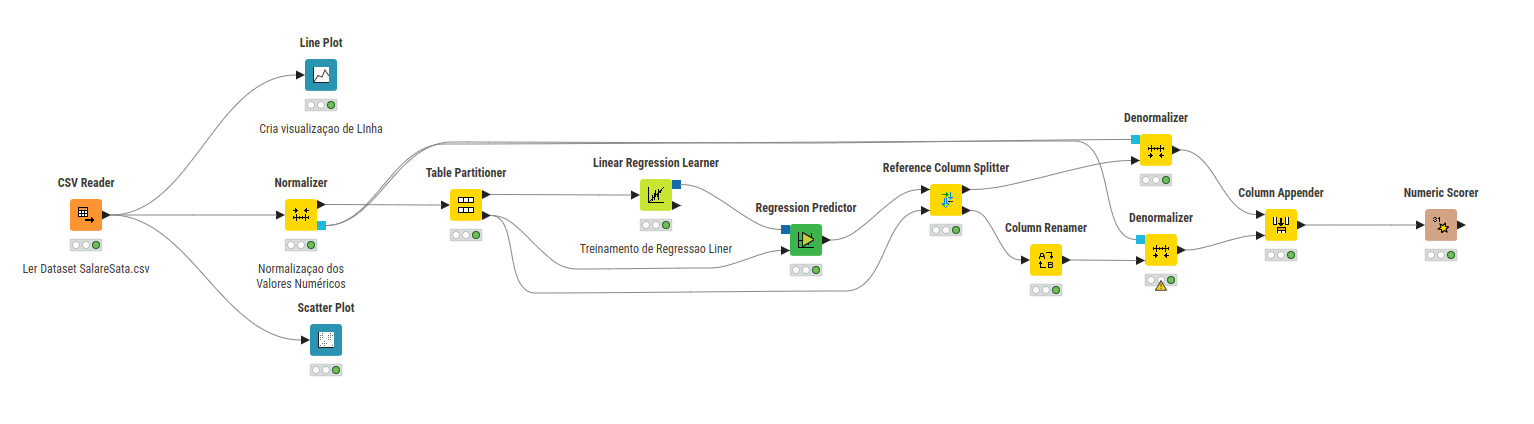 Line Plot
Cria visualizaçao de LInha
CSV Reader
Ler Dataset SalareSata.csv
Normalizer
Normalizaçao dos
Valores Numéricos
Scatter Plot
Table Partitioner
Linear Regression Learner
Treinamento de Regressao Liner
Regression Predictor
Reference Column Splitter
Column Renamer
A
B
Denormalizer
Denormalizer
Column Appender
Numeric Scorer
31